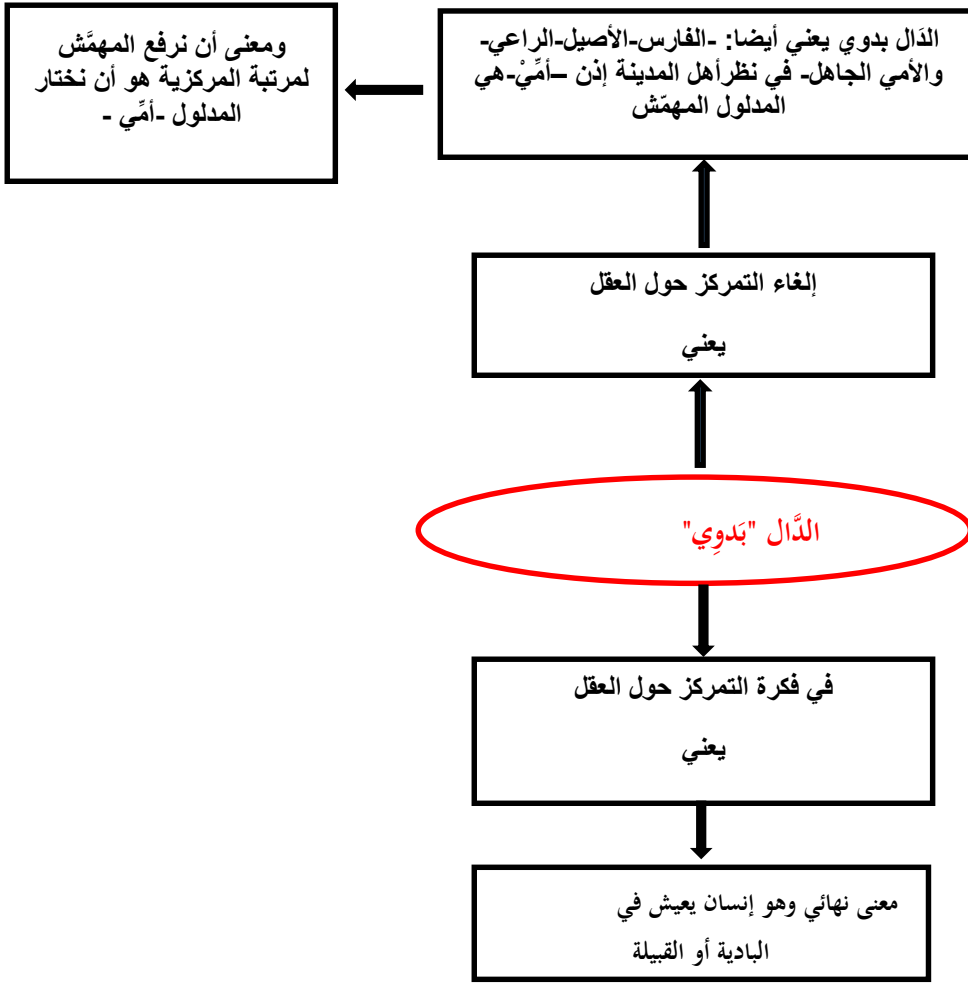 الدَال بدوي يعني أيضا: -الفارس-الأصيل-الراعي-
والأمي الجاهل- في نظرأهل المدينة إذن –أمِّيْ-هي
المدلول المهمّش
ومعنى أن نرفع المهمَّش
لمرتبة المركزية هو أن نختار
المدلول -أمِّي -
إلغاء التمركز حول العقل
يعني
الدَّال "بَدوِي"
في فكرة التمركز حول العقل
يعني
معنى نهائي وهو إنسان يعيش في
البادية أو القبيلة